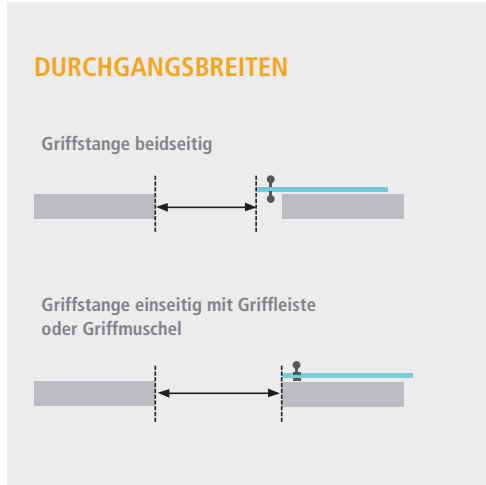 DURCHGANGSBREITEN
Griffstange beidseitig
Griffstange einseitig mit Griffleiste
oder Griffmuschel